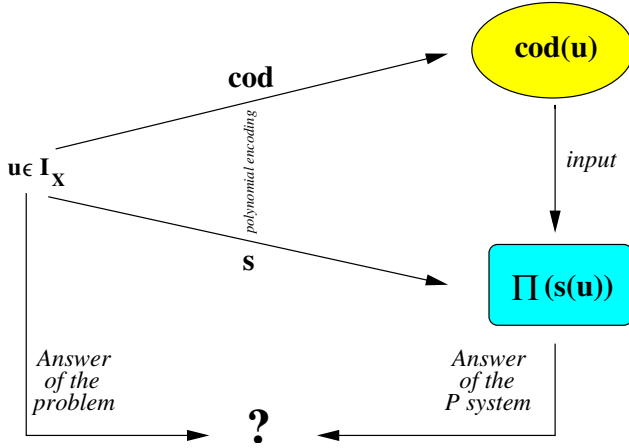 cod(u)
cod
polynomial encoding
input
u ϵ I_X
s
Π(s(u))
Answer
of the
problem
Answer
of the
P system
?